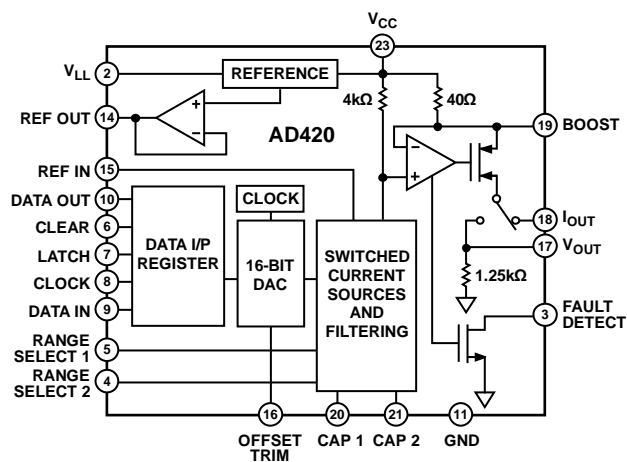 VCC
23
VLL
2
REFERENCE
4kΩ
40Ω
REF OUT
14
+
−
AD420
−
+
19
BOOST
REF IN
15
DATA OUT
10
CLOCK
18
IOUT
CLEAR
6
17
VOUT
LATCH
7
DATA I/P
REGISTER
16-BIT
DAC
SWITCHED
CURRENT
SOURCES
AND
FILTERING
1.25kΩ
CLOCK
8
DATA IN
9
3
FAULT
DETECT
RANGE
SELECT 1
5
RANGE
SELECT 2
4
16
20
21
11
OFFSET
TRIM
CAP 1
CAP 2
GND